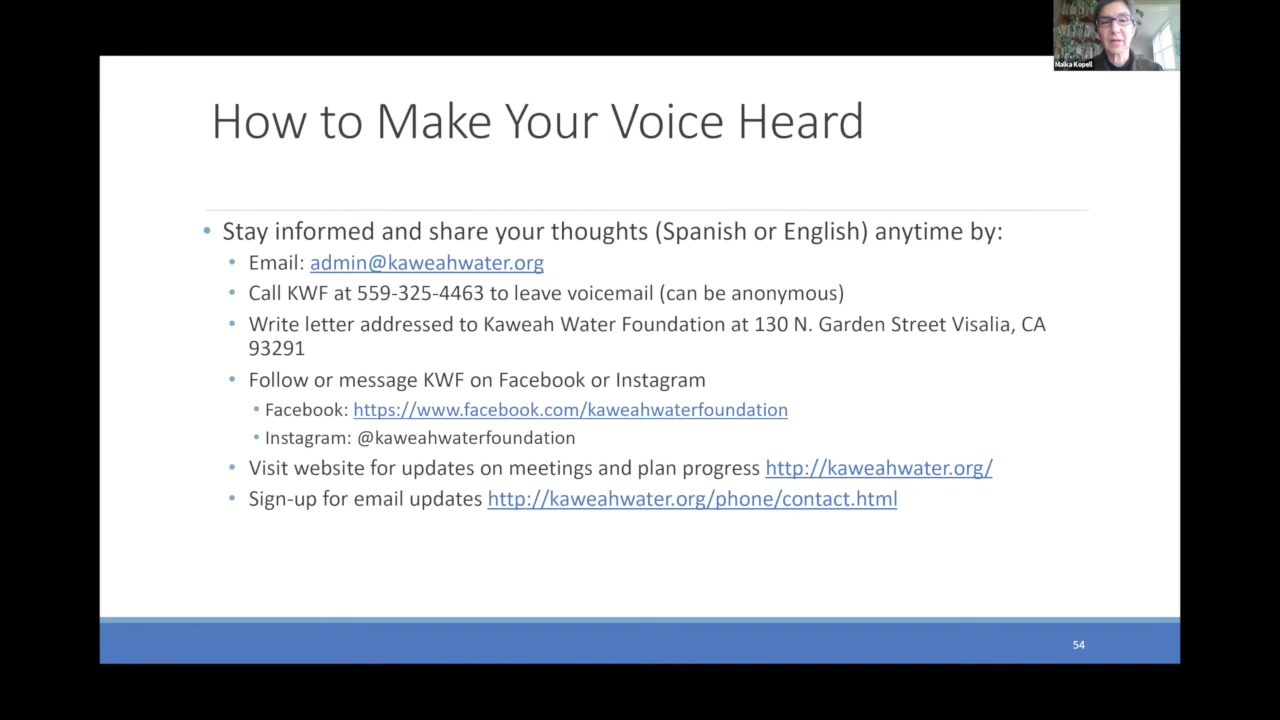 Malka Kopell
How to Make Your Voice Heard
• Stay informed and share your thoughts (Spanish or English) anytime by:
• Email: admin@kaweahwater.org
• Call KWF at 559-325-4463 to leave voicemail (can be anonymous)
• Write letter addressed to Kaweah Water Foundation at 130 N. Garden Street Visalia, CA
93291
• Follow or message KWF on Facebook or Instagram
• Facebook: https://www.facebook.com/kaweahwaterfoundation
• Instagram: @kaweahwaterfoundation
• Visit website for updates on meetings and plan progress http://kaweahwater.org/
• Sign-up for email updates http://kaweahwater.org/phone/contact.html
54